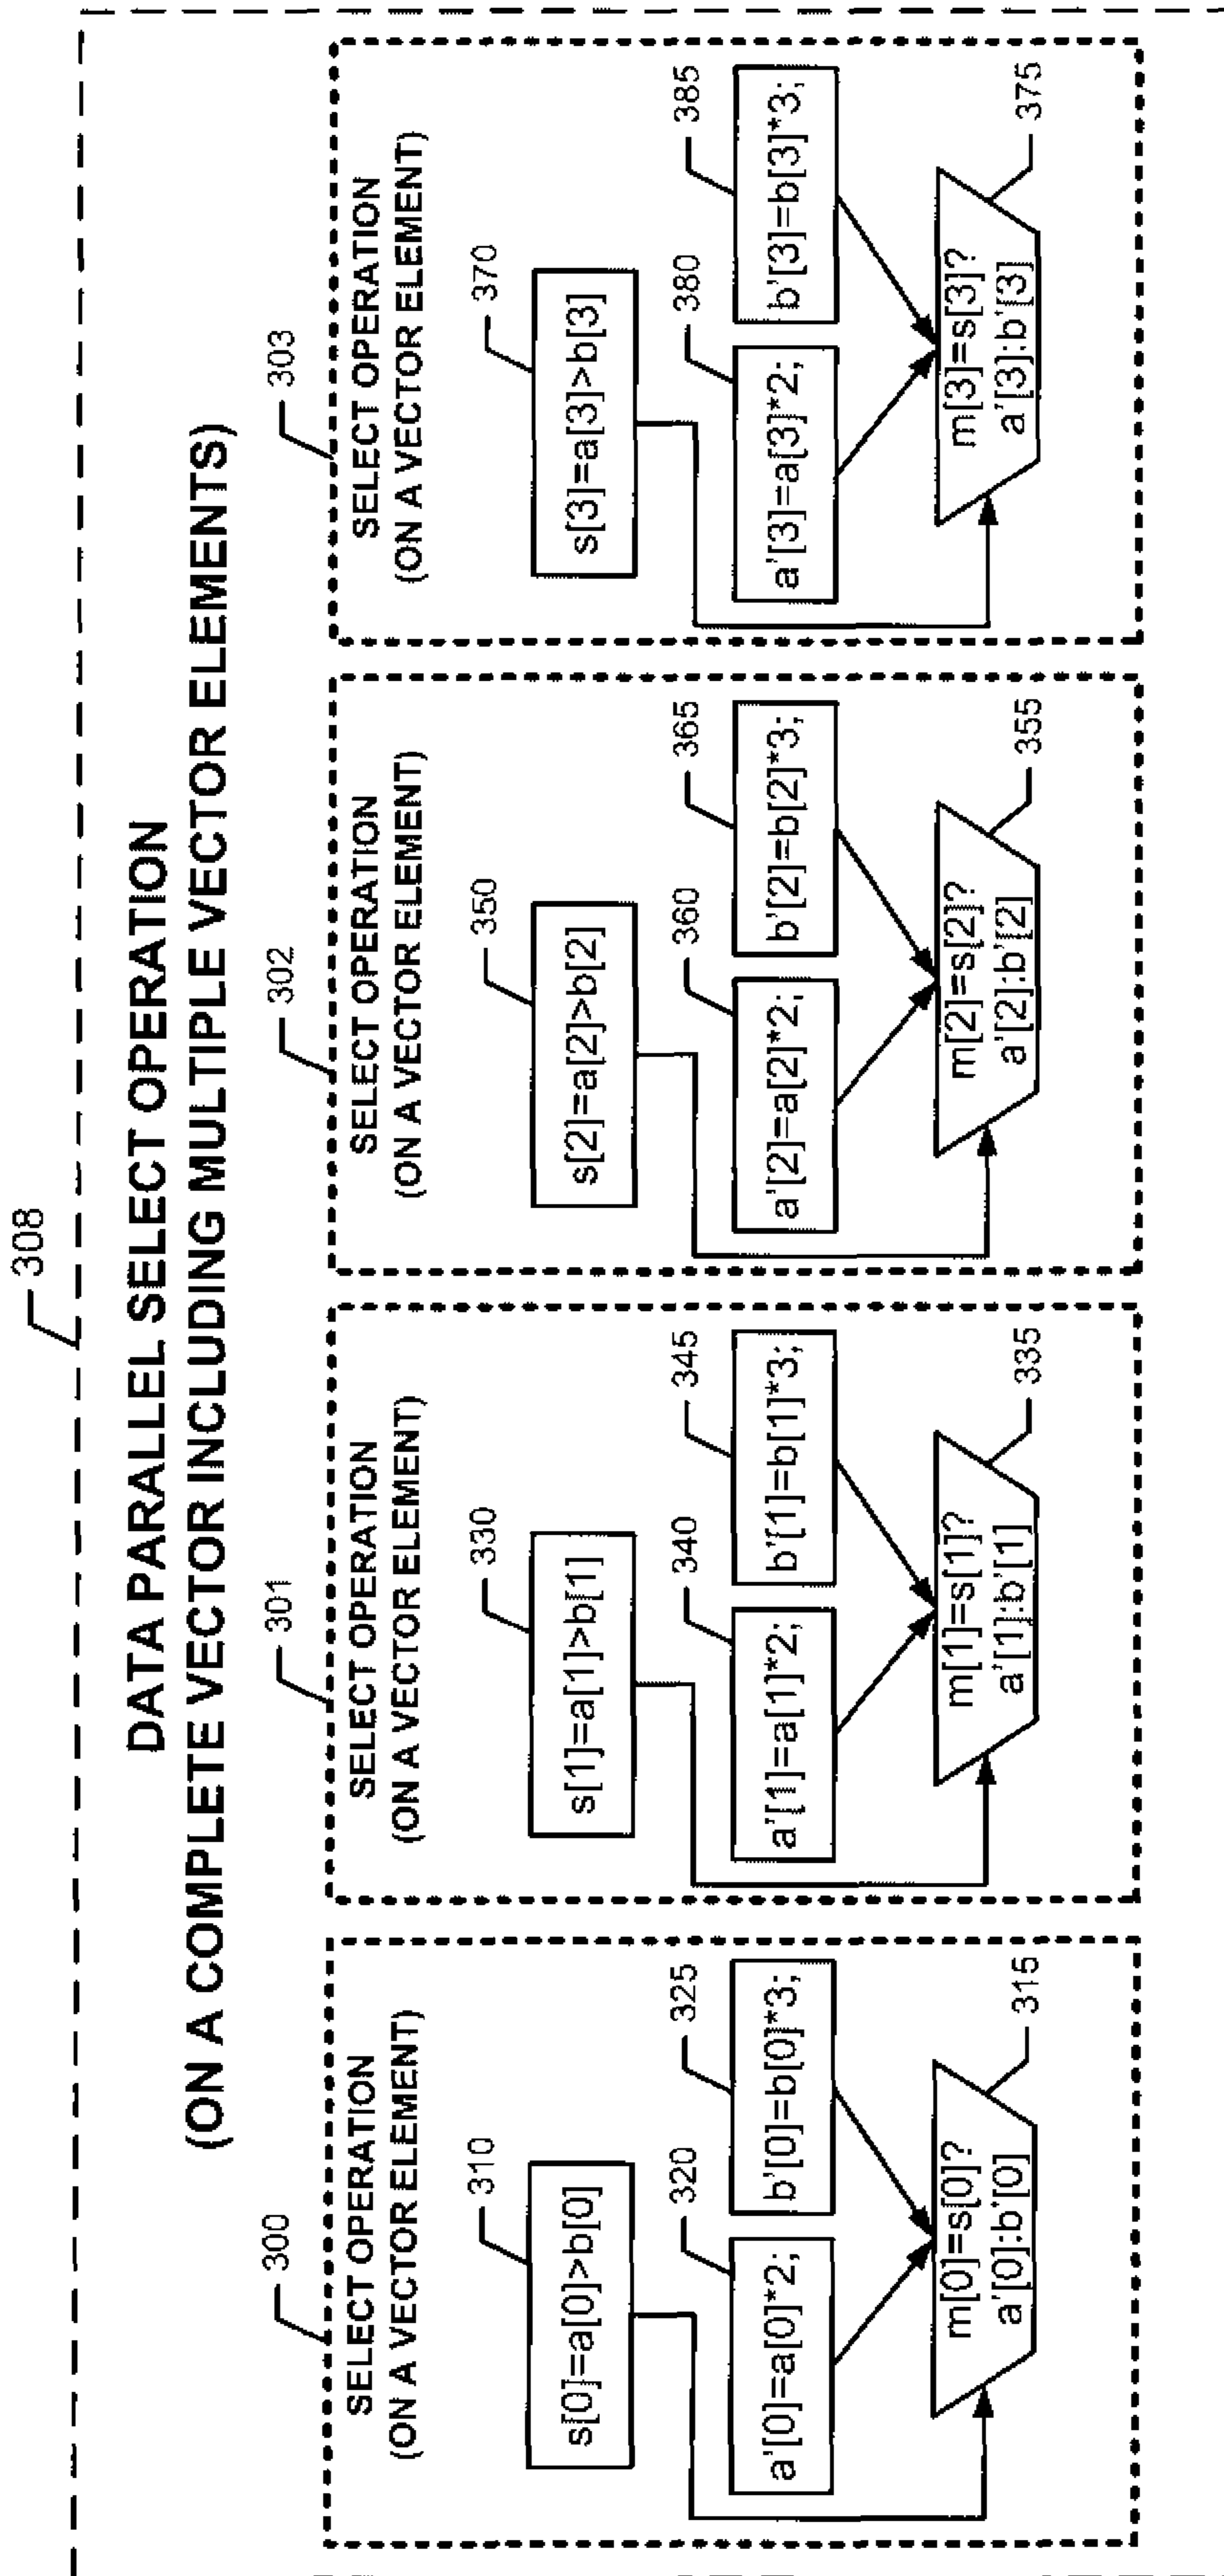 308
DATA PARALLEL SELECT OPERATION
(ON A COMPLETE VECTOR INCLUDING MULTIPLE VECTOR ELEMENTS)
300
SELECT OPERATION
(ON A VECTOR ELEMENT)
310
s[0]=a[0]>b[0]
320
a'[0]=a[0]*2;
325
b'[0]=b[0]*3;
m[0]=s[0]?
a'[0]:b'[0]
315
301
SELECT OPERATION
(ON A VECTOR ELEMENT)
330
s[1]=a[1]>b[1]
340
a'[1]=a[1]*2;
345
b'[1]=b[1]*3;
m[1]=s[1]?
a'[1]:b'[1]
335
302
SELECT OPERATION
(ON A VECTOR ELEMENT)
350
s[2]=a[2]>b[2]
360
a'[2]=a[2]*2;
365
b'[2]=b[2]*3;
m[2]=s[2]?
a'[2]:b'[2]
355
303
SELECT OPERATION
(ON A VECTOR ELEMENT)
370
s[3]=a[3]>b[3]
380
a'[3]=a[3]*2;
385
b'[3]=b[3]*3;
m[3]=s[3]?
a'[3]:b'[3]
375